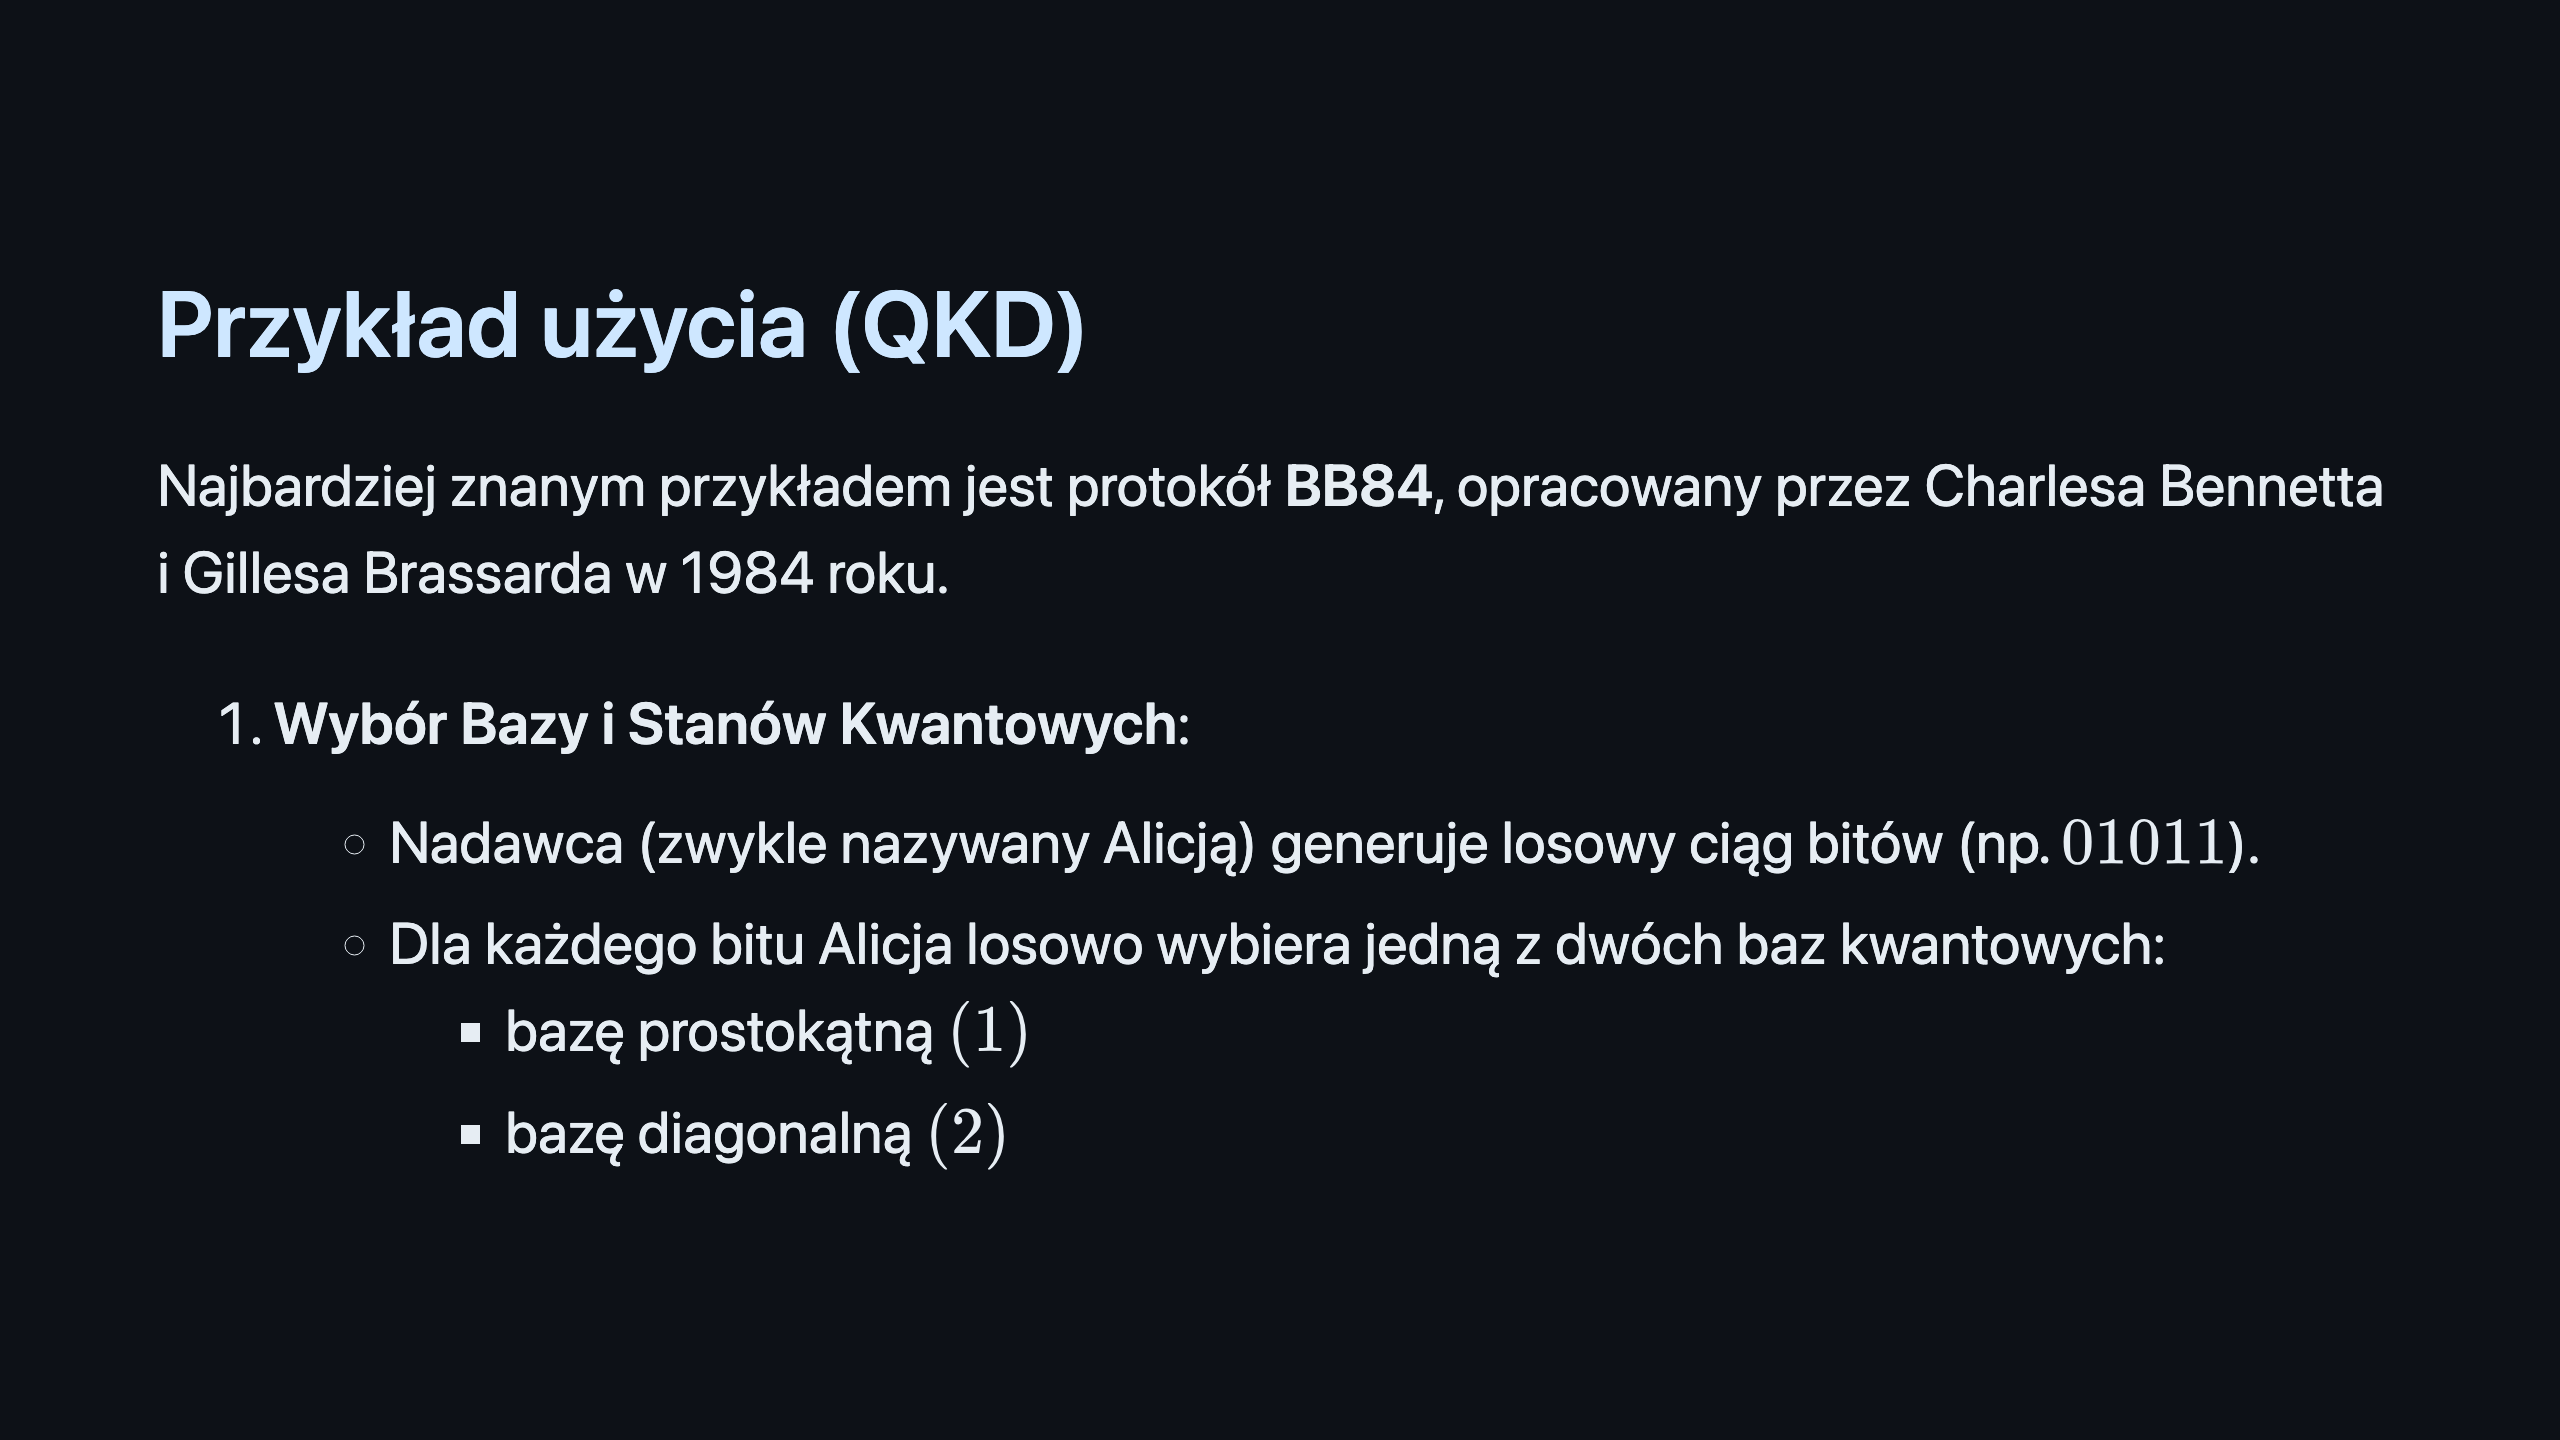 Przykład użycia (QKD)
Najbardziej znanym przykładem jest protokół BB84, opracowany przez Charlesa Bennetta
i Gillesa Brassarda w 1984 roku.
1. Wybór Bazy i Stanów Kwantowych:
○ Nadawca (zwykle nazywany Alicją) generuje losowy ciąg bitów (np. 01011).
○ Dla każdego bitu Alicja losowo wybiera jedną z dwóch baz kwantowych:
▪ bazę prostokątną (1)
▪ bazę diagonalną (2)